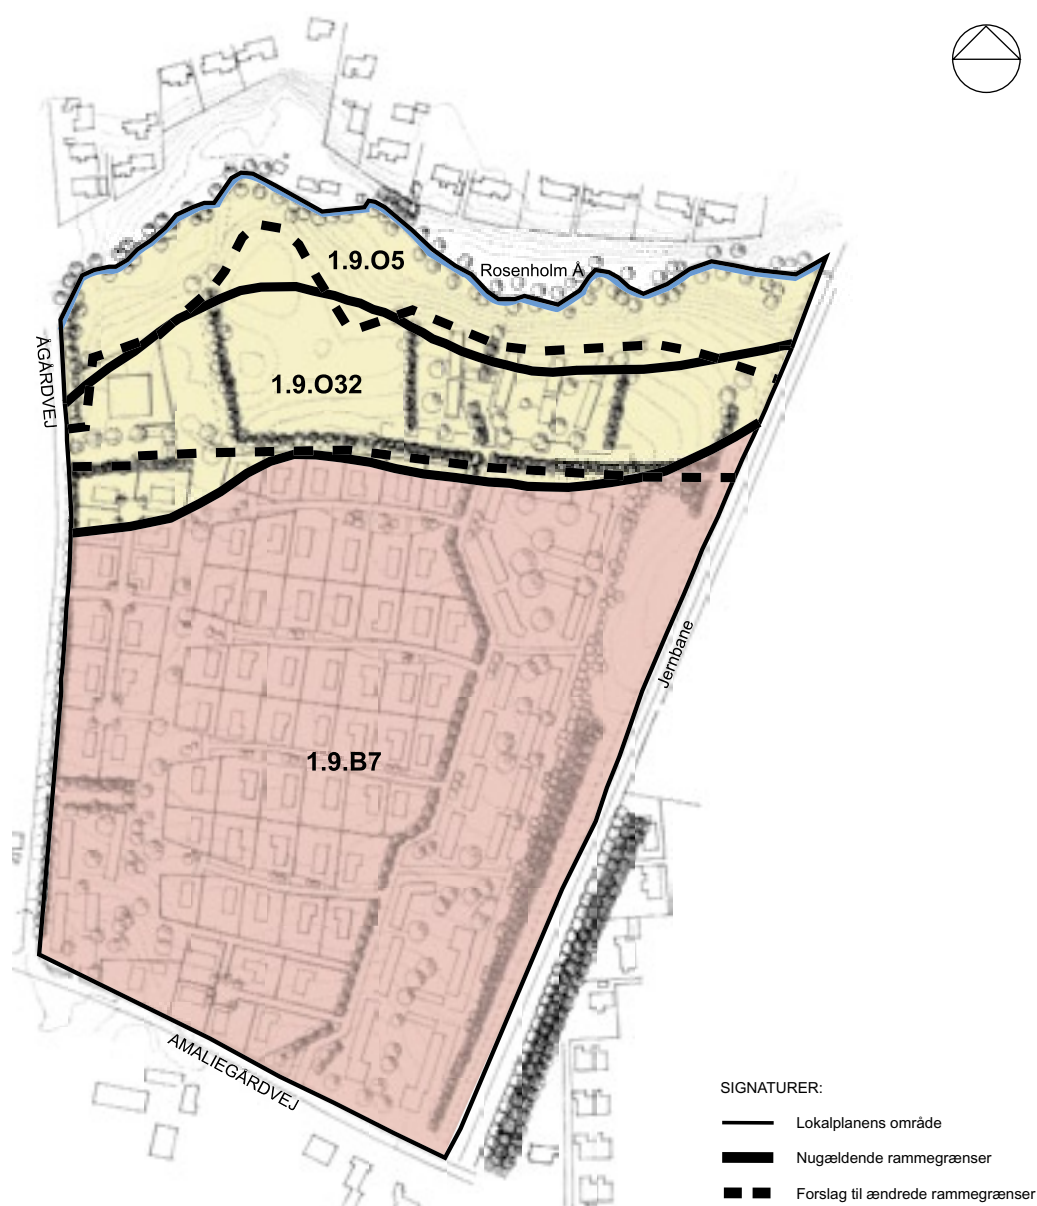 1.9.O5
Rosenholm Å
ÅGÅRDVEJ
1.9.O32
Jernbane
1.9.B7
AMALIEGÅRDVEJ
SIGNATURER:
Lokalplanens område
Nugældende rammegrænser
Forslag til ændrede rammegrænser